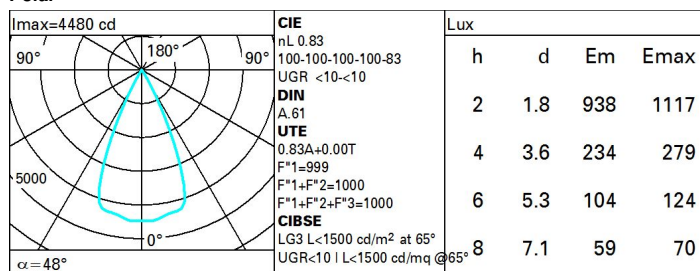 Imax=4480 cd
90°
180°
90°
5000
0°
α=48°
CIE
nL 0.83
100-100-100-100-83
UGR <10-<10
DIN
A.61
UTE
0.83A+0.00T
F"1=999
F"1+F"2=1000
F"1+F"2+F"3=1000
CIBSE
LG3 L<1500 cd/m² at 65°
UGR<10 | L<1500 cd/mq @65°
Lux
h d Em Emax
2 1.8 938 1117
4 3.6 234 279
6 5.3 104 124
8 7.1 59 70